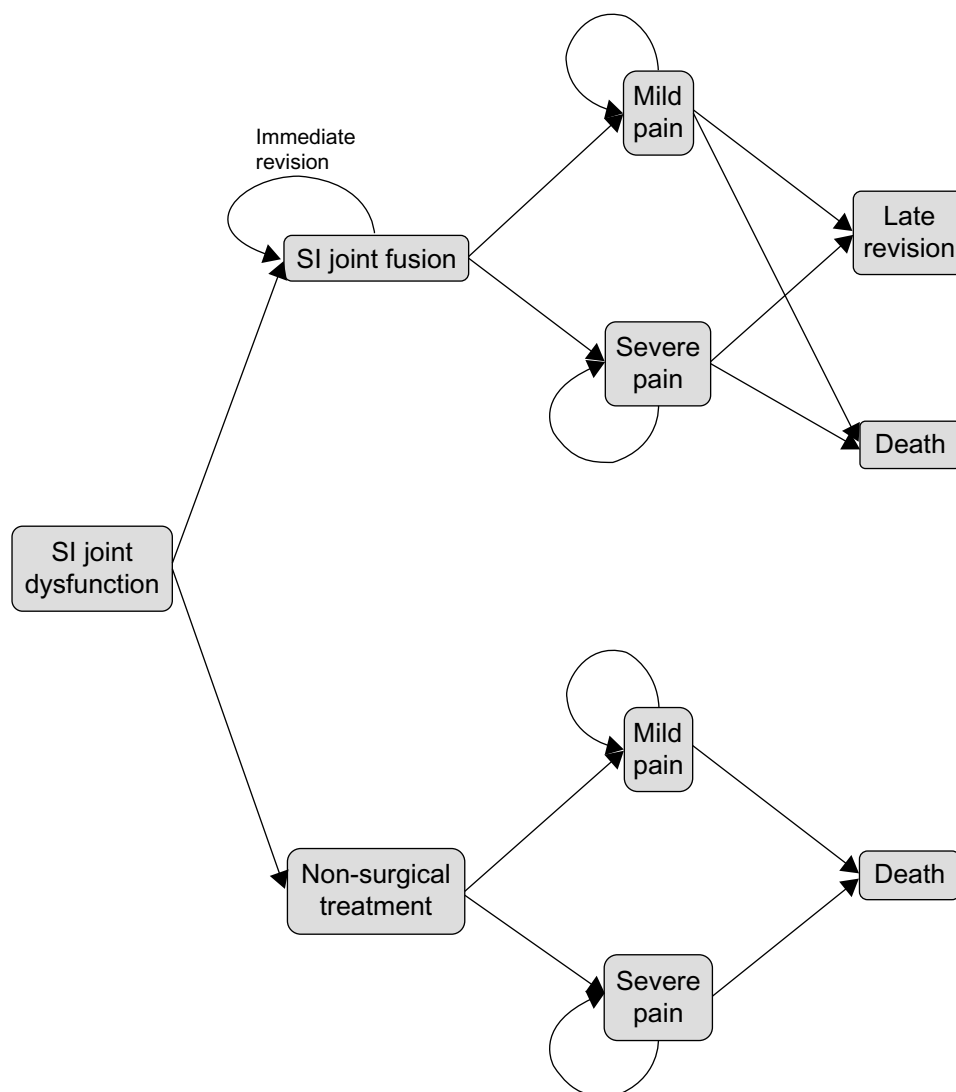 Mild
pain
Immediate
revision
Late
revision
SI joint fusion
Severe
pain
Death
SI joint
dysfunction
Mild
pain
Non-surgical
treatment
Death
Severe
pain